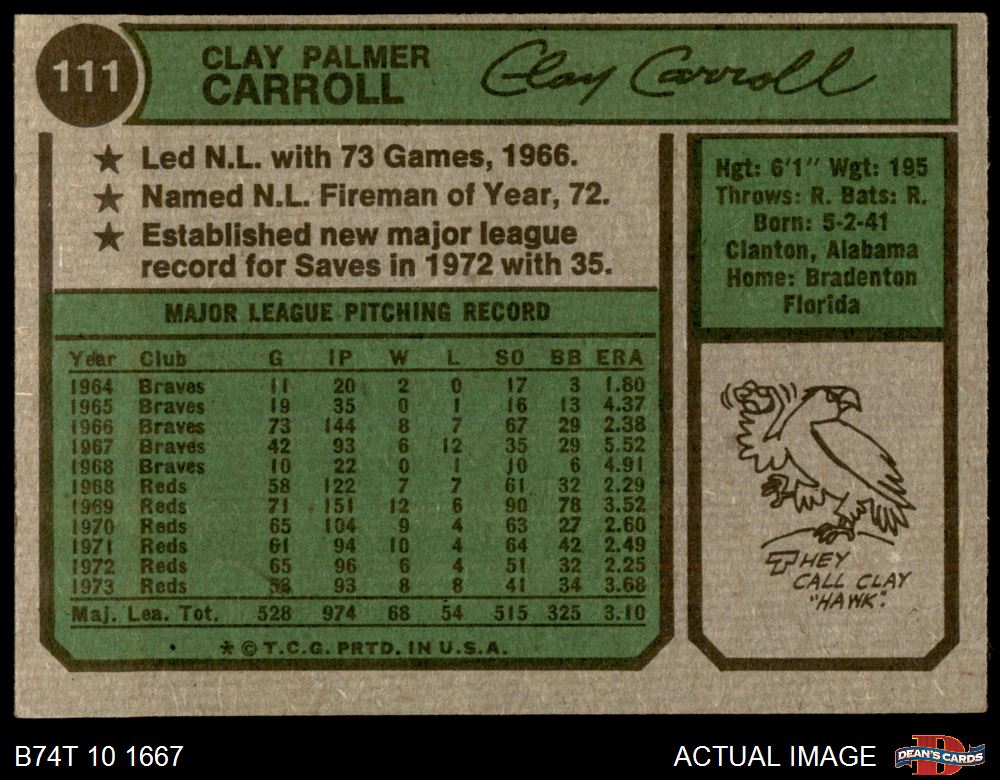 111
CLAY PALMER
CARROLL
Clay Carroll
★ Led N.L. with 73 Games, 1966.
★ Named N.L. Fireman of Year, 72.
★ Established new major league
record for Saves in 1972 with 35.
MAJOR LEAGUE PITCHING RECORD
Year Club G IP W L SO BB ERA
1964 Braves 11 20 2 0 17 3 1.80
1965 Braves 19 35 0 1 16 13 4.37
1966 Braves 73 144 8 7 67 29 2.38
1967 Braves 42 93 6 12 35 29 5.52
1968 Braves 10 22 0 1 10 6 4.91
1968 Reds 58 122 7 7 61 32 2.29
1969 Reds 71 151 12 6 90 78 3.52
1970 Reds 65 104 9 4 63 27 2.60
1971 Reds 61 94 10 4 64 42 2.49
1972 Reds 65 96 6 4 51 32 2.25
1973 Reds 53 93 8 8 41 34 3.68
Maj. Lea. Tot. 528 974 68 54 515 325 3.10
* © T.C.G. PRTD. IN U.S.A.
Hgt: 6'1" Wgt: 195
Throws: R. Bats: R.
Born: 5-2-41
Clanton, Alabama
Home: Bradenton
Florida
THEY
CALL CLAY
"HAWK".
B74T 10 1667
ACTUAL IMAGE
DEAN'S CARDS